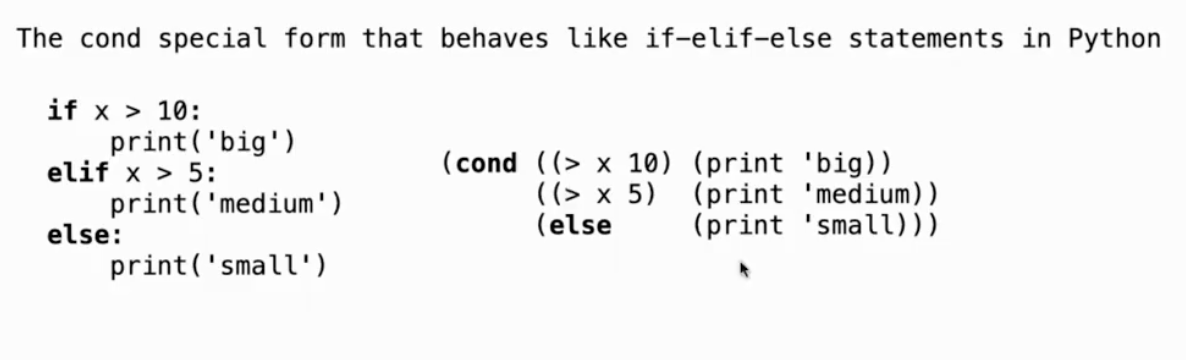 The cond special form that behaves like if-elif-else statements in Python
if x > 10:
    print('big')
elif x > 5:
    print('medium')
else:
    print('small')
(cond ((> x 10) (print 'big))
      ((> x 5)  (print 'medium))
      (else     (print 'small)))